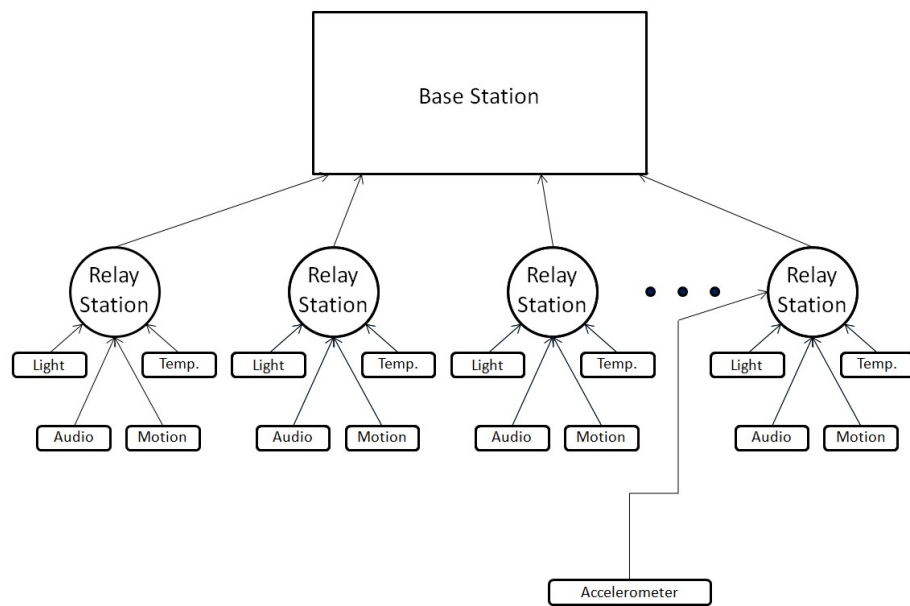 Base Station
Relay
Station
Relay
Station
Relay
Station
Relay
Station
Light
Temp.
Light
Temp.
Light
Temp.
Light
Temp.
Audio
Motion
Audio
Motion
Audio
Motion
Audio
Motion
Accelerometer